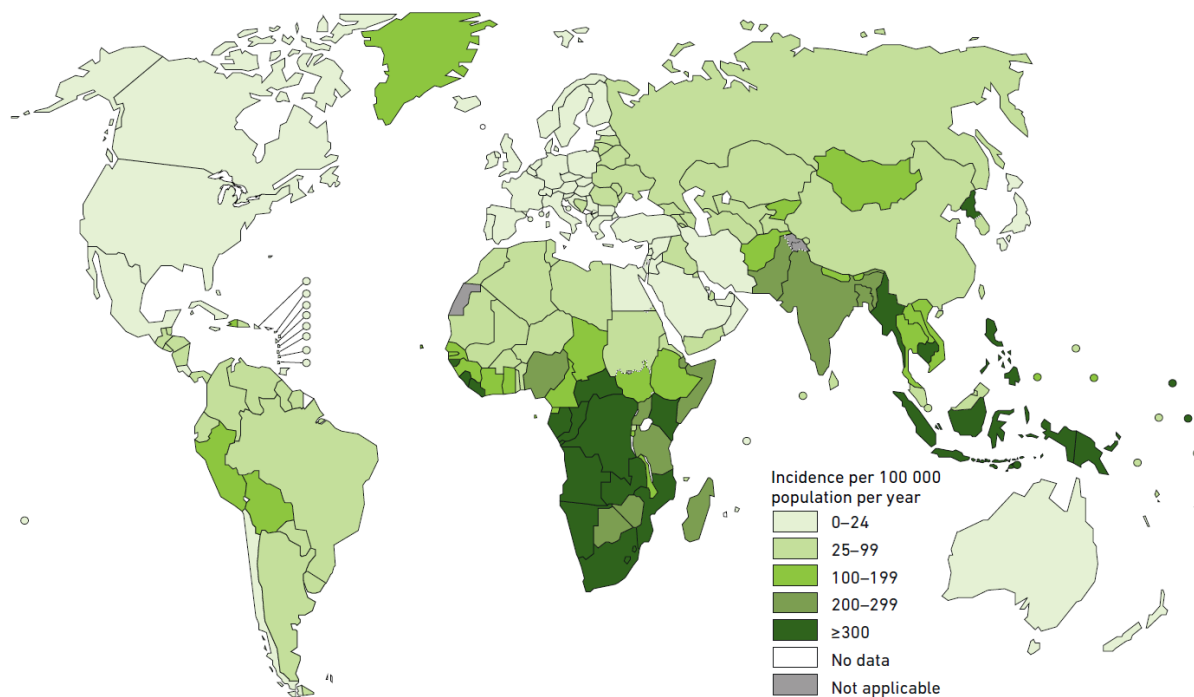 Incidence per 100 000
population per year
0–24
25–99
100–199
200–299
≥300
No data
Not applicable